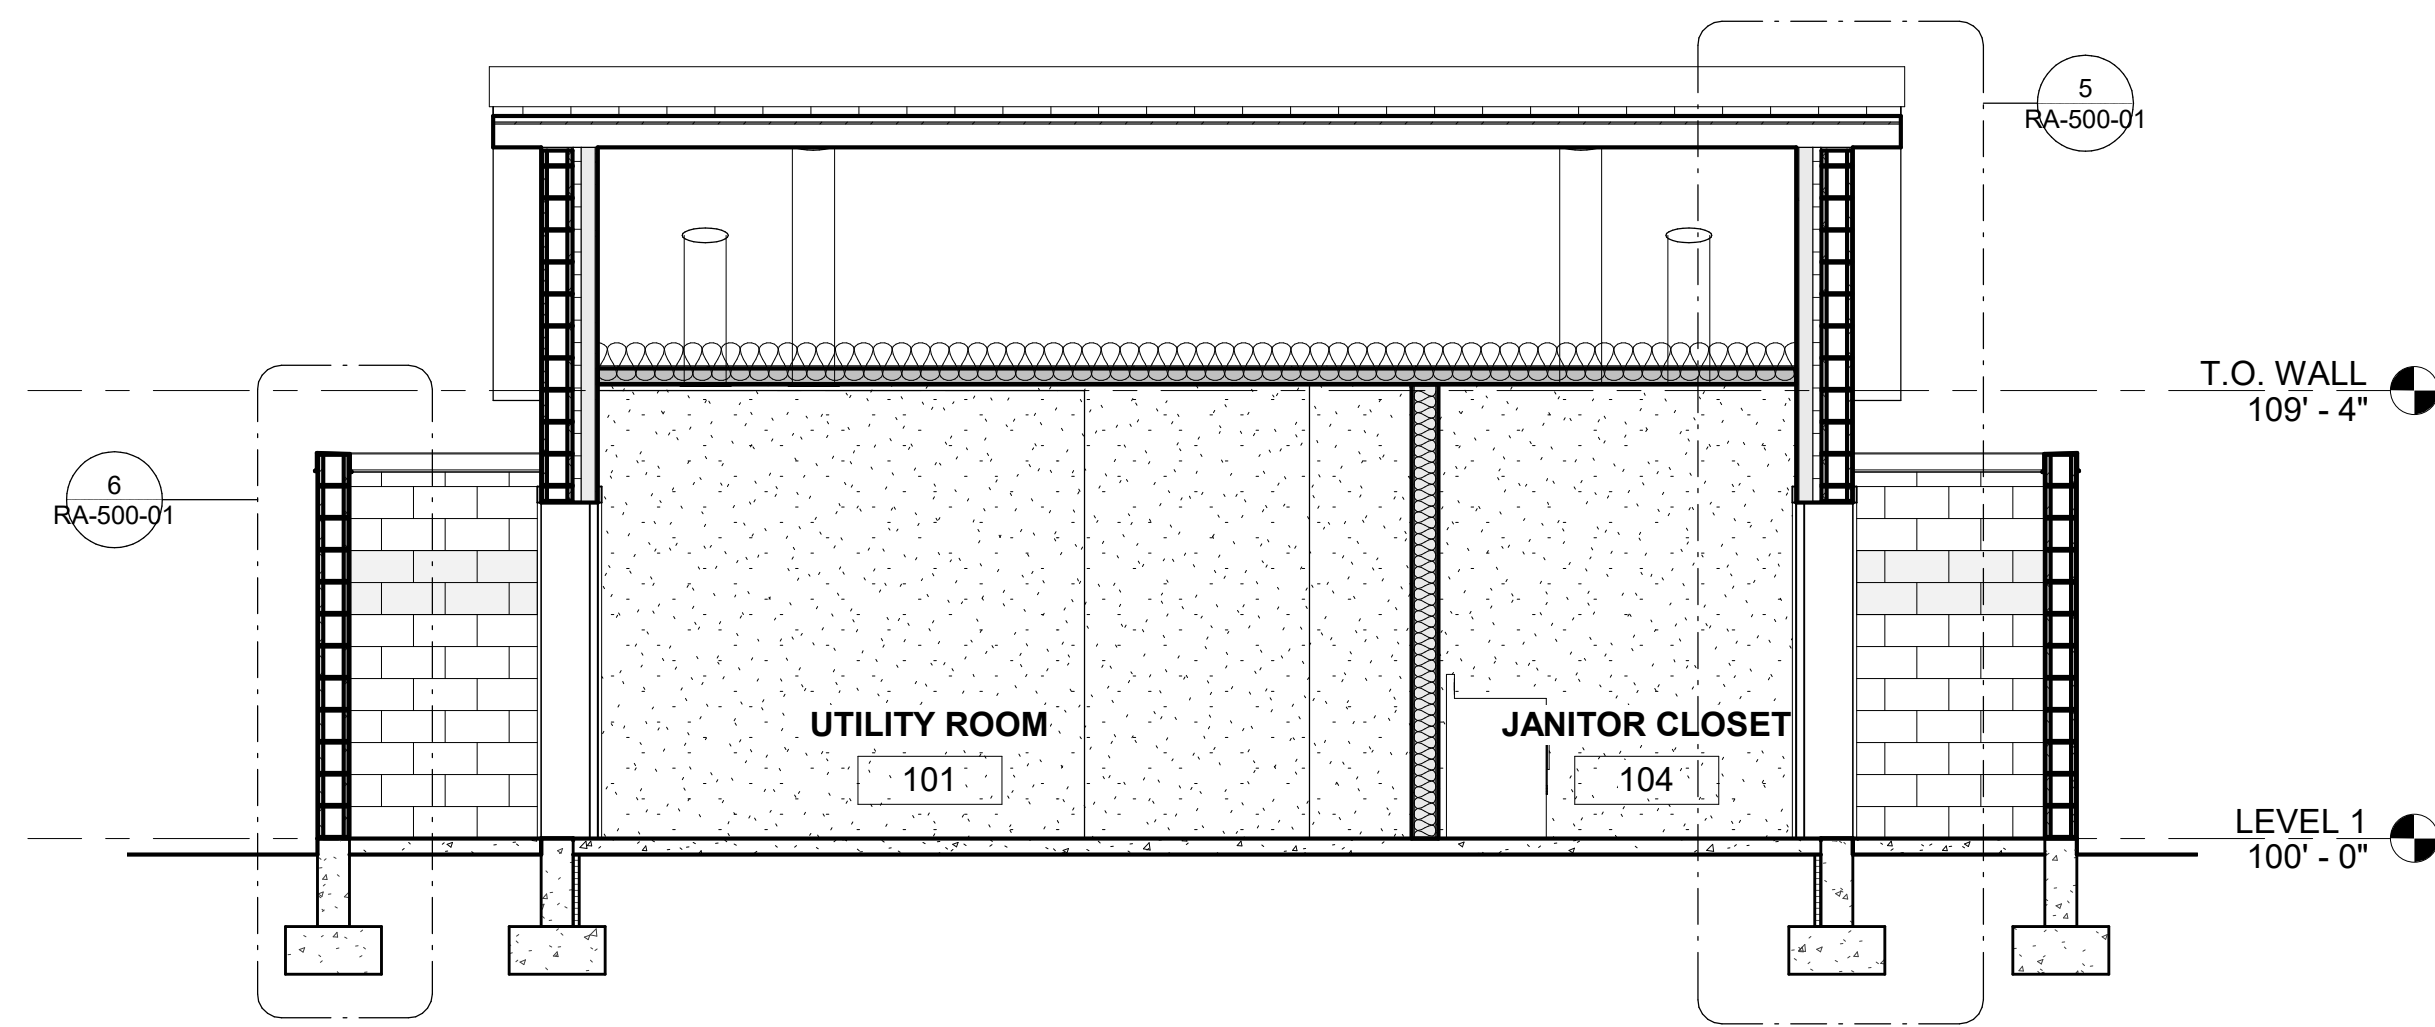 5
RA-500-01
T.O. WALL
109' - 4"
6
RA-500-01
UTILITY ROOM
101
JANITOR CLOSET
104
LEVEL 1
100' - 0"